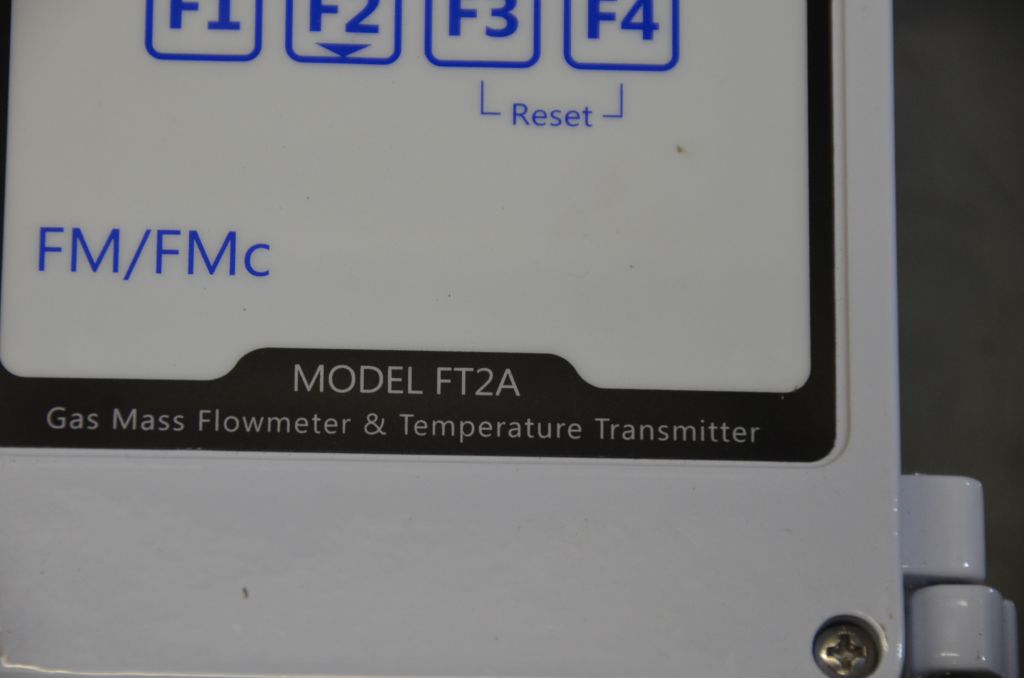 F1 F2 F3 F4
Reset
FM/FMc
MODEL FT2A
Gas Mass Flowmeter & Temperature Transmitter